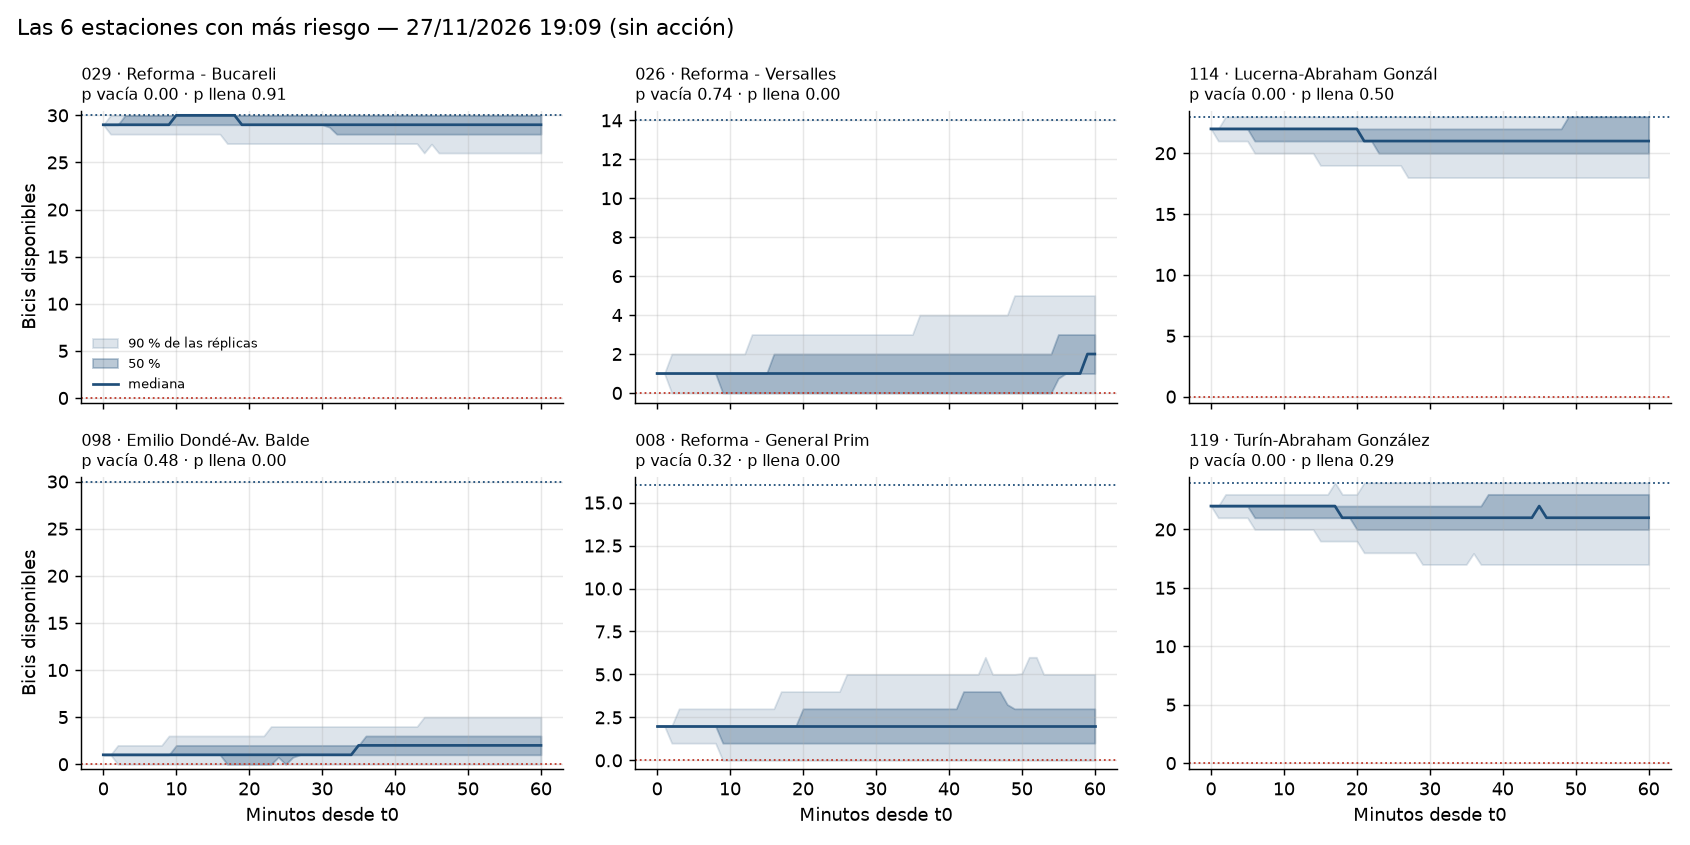 Las 6 estaciones con más riesgo — 27/11/2026 19:09 (sin acción)
029 · Reforma - Bucareli
p vacía 0.00 · p llena 0.91
30
25
20
15
10
5
0
Bicis disponibles
90 % de las réplicas
50 %
mediana
026 · Reforma - Versalles
p vacía 0.74 · p llena 0.00
14
12
10
8
6
4
2
0
114 · Lucerna-Abraham Gonzál
p vacía 0.00 · p llena 0.50
20
15
10
5
0
098 · Emilio Dondé-Av. Balde
p vacía 0.48 · p llena 0.00
30
25
20
15
10
5
0
Bicis disponibles
0 10 20 30 40 50 60
Minutos desde t0
008 · Reforma - General Prim
p vacía 0.32 · p llena 0.00
15.0
12.5
10.0
7.5
5.0
2.5
0.0
0 10 20 30 40 50 60
Minutos desde t0
119 · Turín-Abraham González
p vacía 0.00 · p llena 0.29
20
15
10
5
0
0 10 20 30 40 50 60
Minutos desde t0